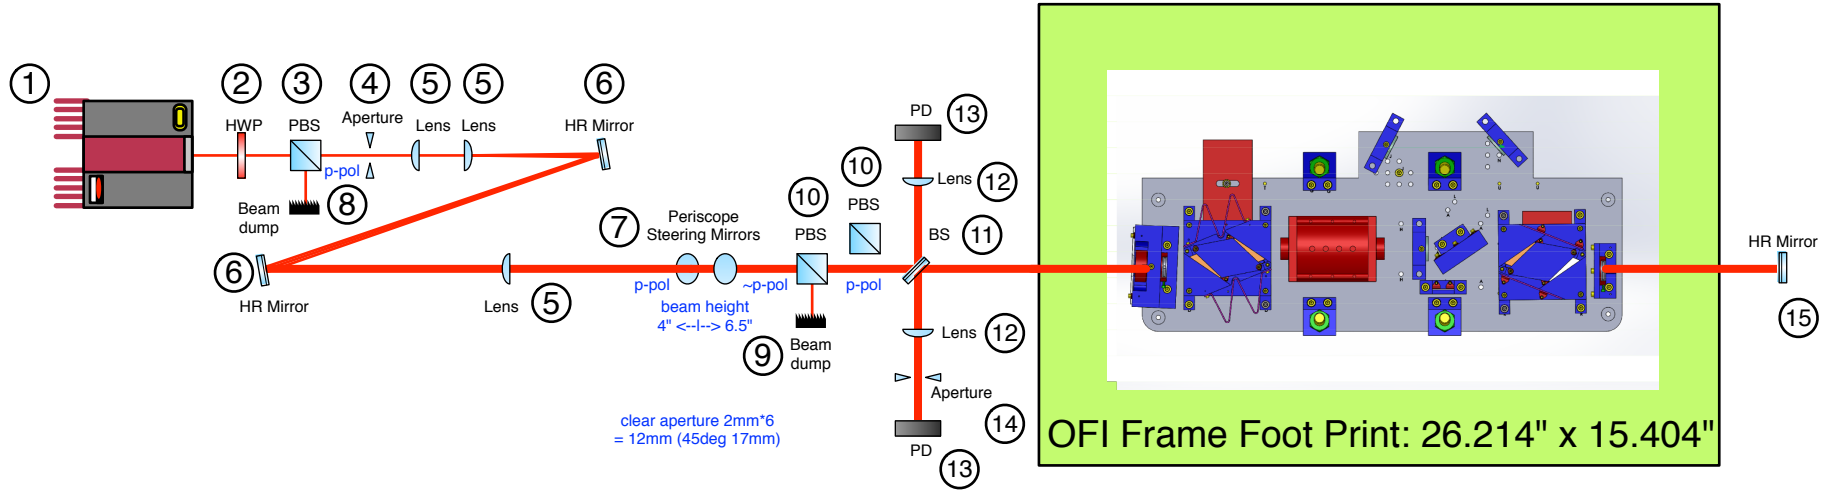 1
2
3
4
5
5
6
HWP
PBS
Aperture
Lens
Lens
HR Mirror
p-pol
8
Beam
dump
6
HR Mirror
Lens
5
7
Periscope
Steering Mirrors
p-pol
~p-pol
beam height
4" <--l--> 6.5"
10
PBS
10
PBS
p-pol
9
Beam
dump
PD
13
Lens
12
BS
11
Lens
12
Aperture
14
PD
13
clear aperture 2mm*6
= 12mm (45deg 17mm)
OFI Frame Foot Print: 26.214" x 15.404"
HR Mirror
15